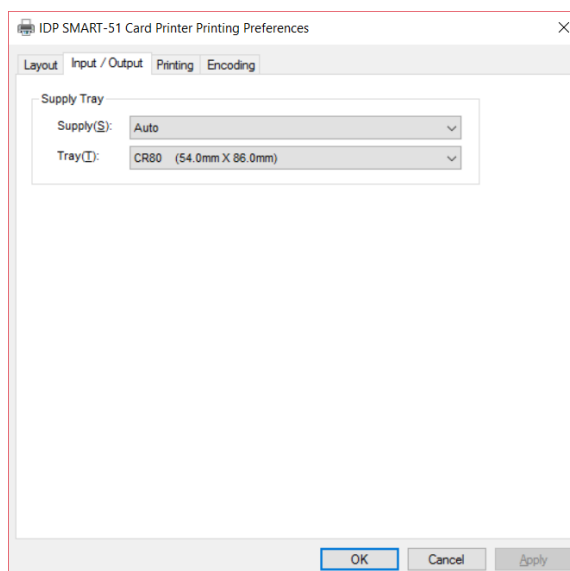 IDP SMART-51 Card Printer Printing Preferences
Layout Input / Output Printing Encoding
Supply Tray
Supply(S): Auto
Tray(T): CR80 (54.0mm X 86.0mm)
OK Cancel Apply